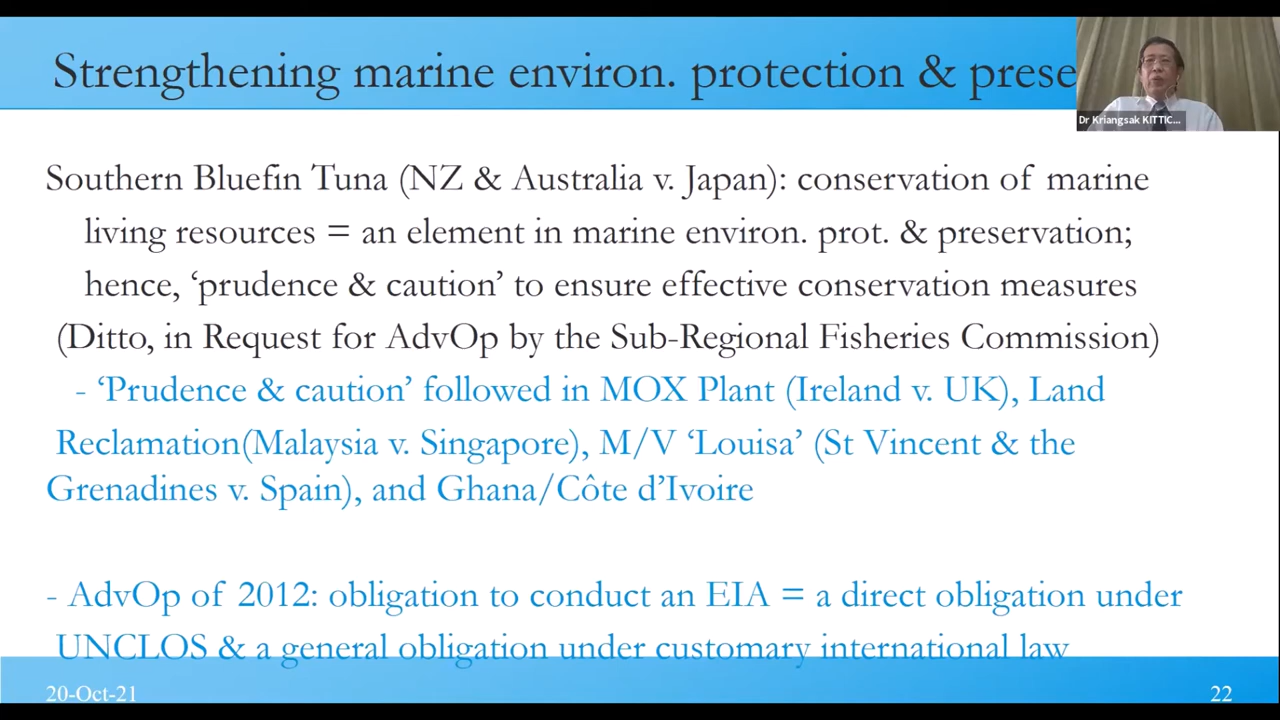 Strengthening marine environ. protection & prese
Dr Kriangsak KITTIC...
Southern Bluefin Tuna (NZ & Australia v. Japan): conservation of marine
living resources = an element in marine environ. prot. & preservation;
hence, ‘prudence & caution’ to ensure effective conservation measures
(Ditto, in Request for AdvOp by the Sub-Regional Fisheries Commission)
- ‘Prudence & caution’ followed in MOX Plant (Ireland v. UK), Land
Reclamation(Malaysia v. Singapore), M/V ‘Louisa’ (St Vincent & the
Grenadines v. Spain), and Ghana/Côte d’Ivoire
- AdvOp of 2012: obligation to conduct an EIA = a direct obligation under
UNCLOS & a general obligation under customary international law
20-Oct-21
22